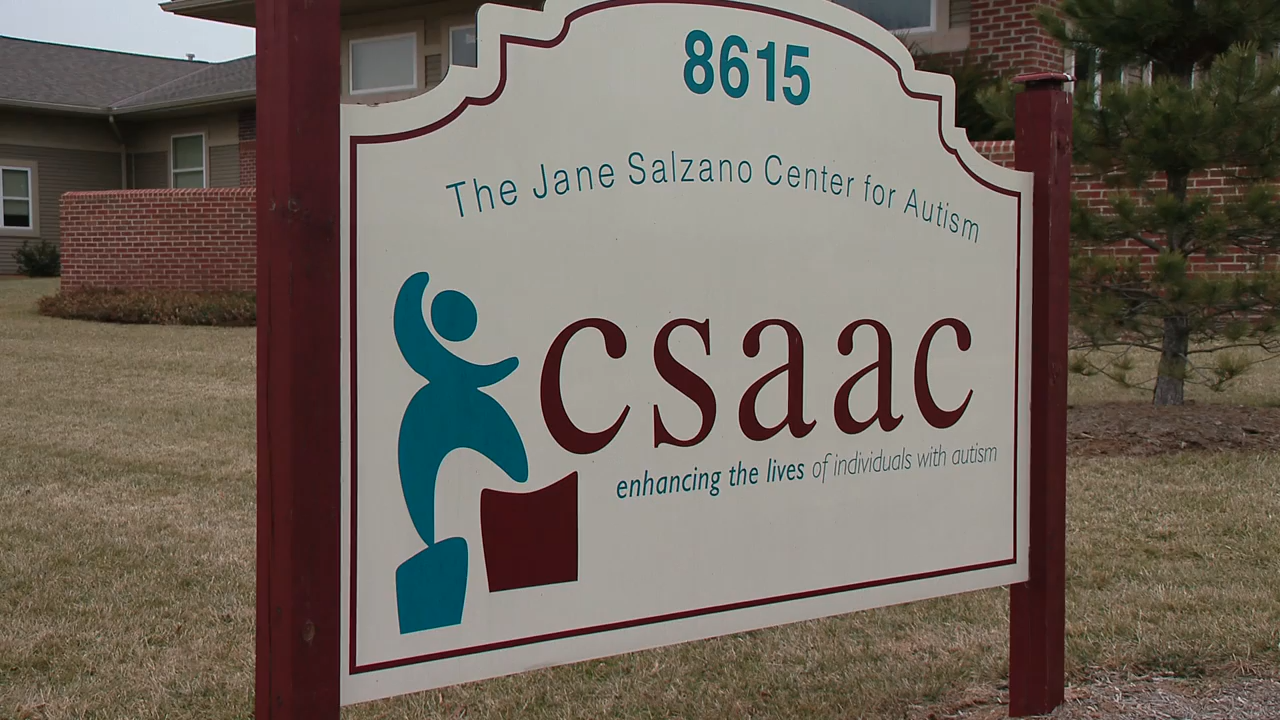 8615
The Jane Salzano Center for Autism
csaac
enhancing the lives of individuals with autism